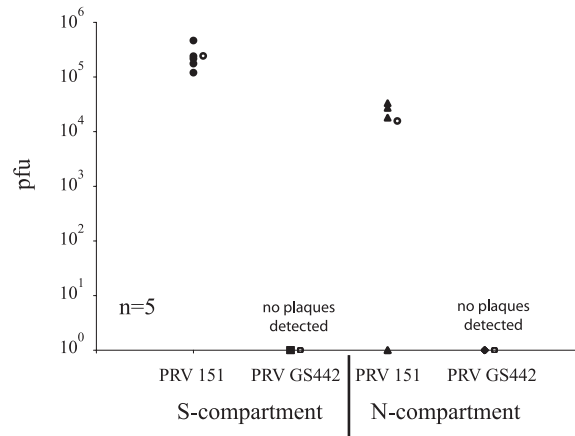 10^6
10^5
10^4
10^3
10^2
10^1
10^0
pfu
n=5
no plaques
detected
no plaques
detected
PRV 151 PRV GS442 PRV 151 PRV GS442
S-compartment N-compartment